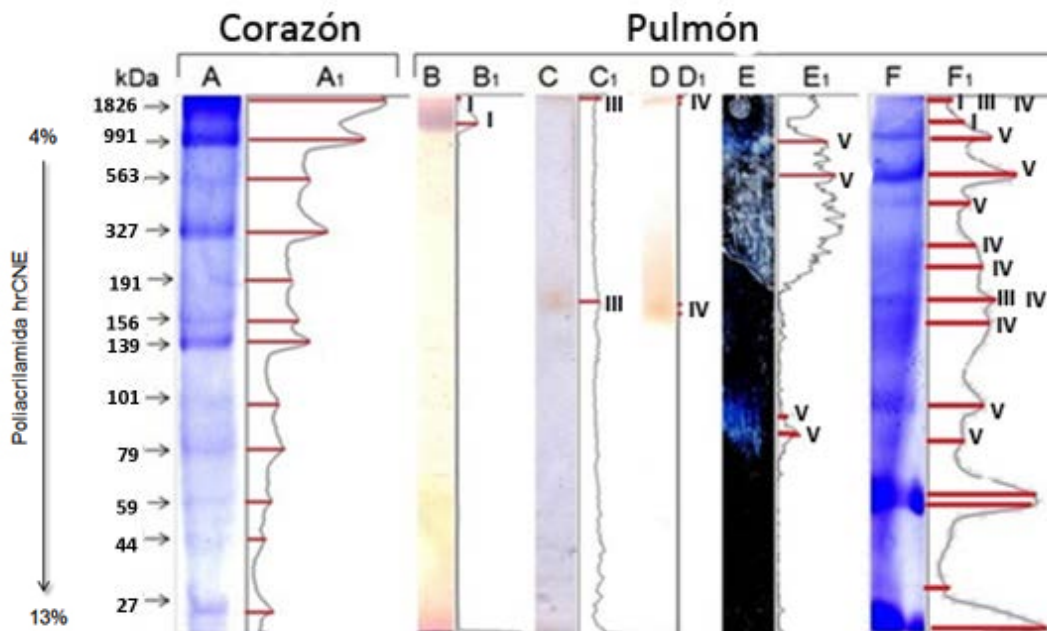 Corazón
Pulmón
kDa A A1 B B1 C C1 D D1 E E1 F F1
1826
991
563
327
191
156
139
101
79
59
44
27
4%
Poliacrilamida hrCNE
13%
I
I
III
III
IV
IV
V
V
V
V
I III IV
I
V
V
V
IV
IV
III IV
IV
V
V